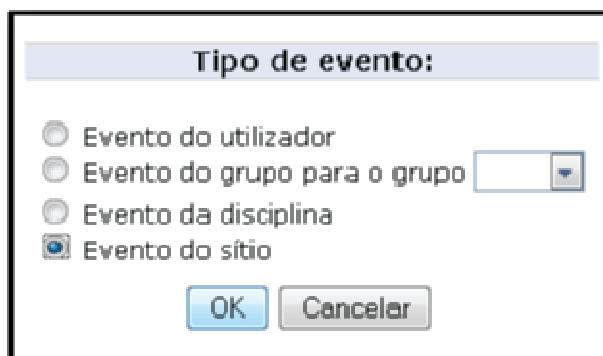 Tipo de evento:
Evento do utilizador
Evento do grupo para o grupo
Evento da disciplina
Evento do sítio
OK Cancelar